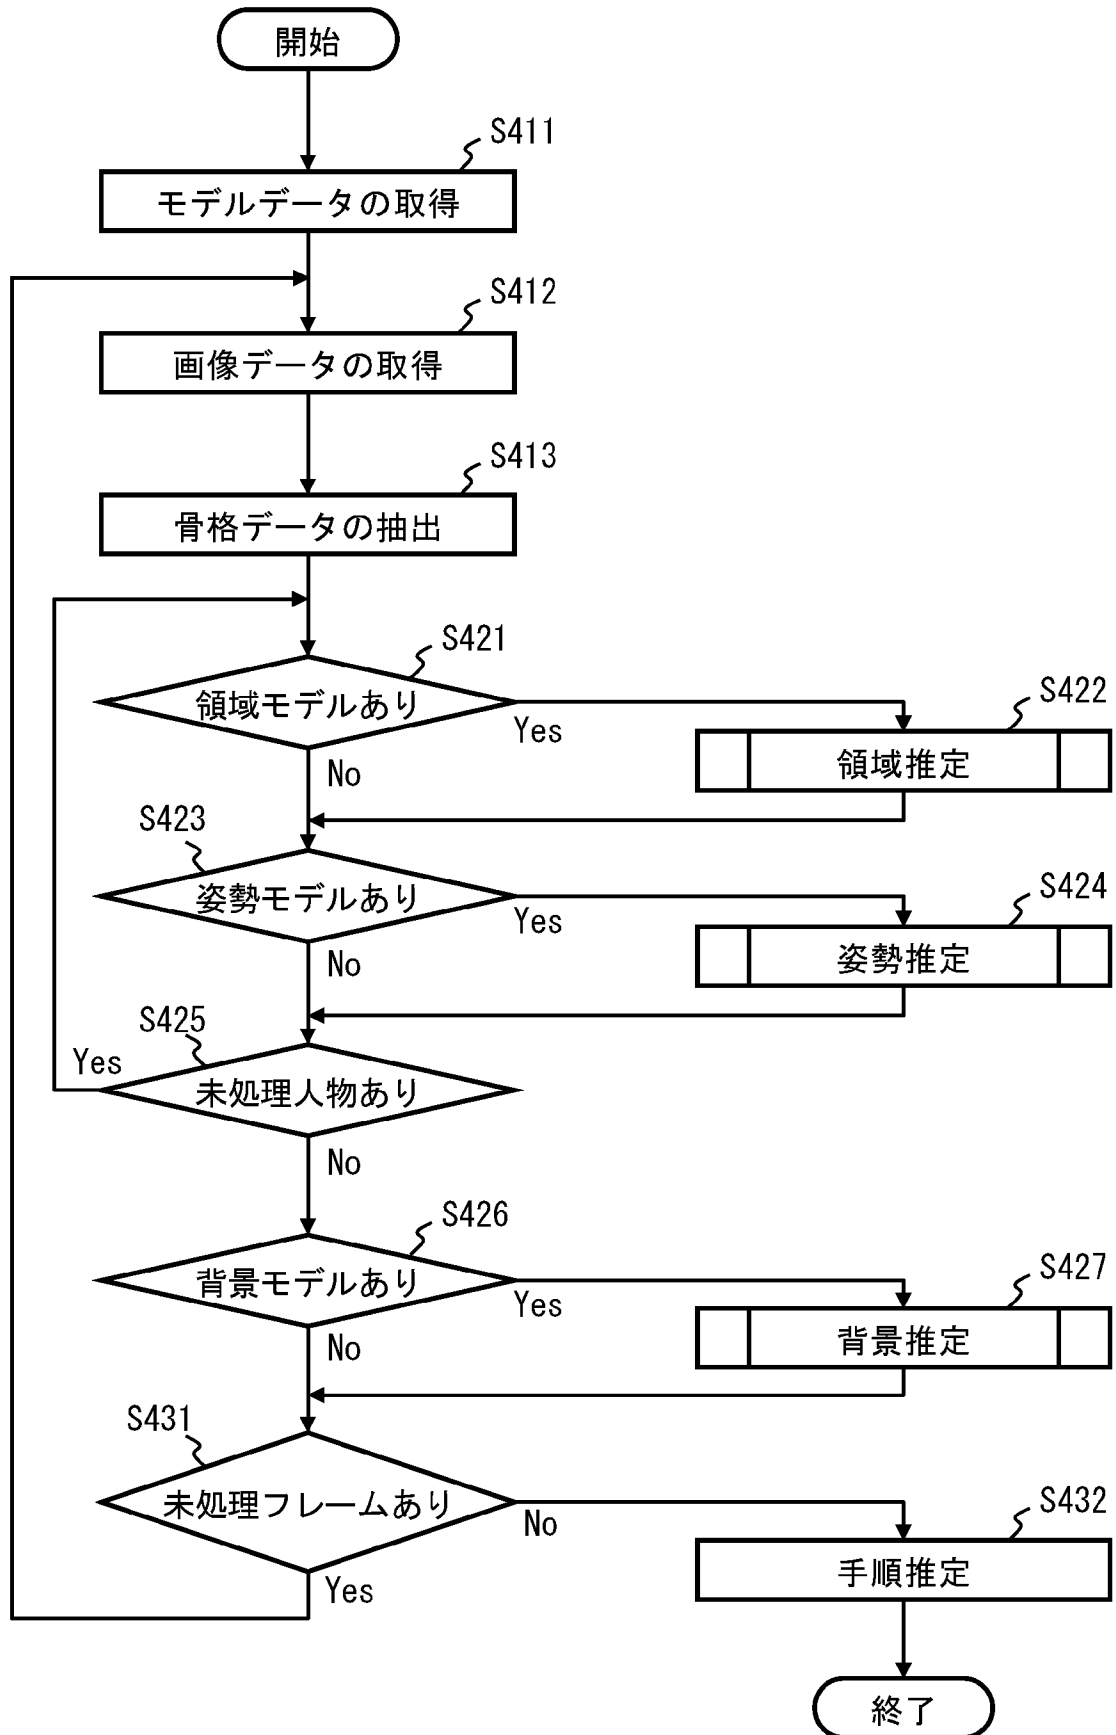 開始
S411
モデルデータの取得
S412
画像データの取得
S413
骨格データの抽出
S421
領域モデルあり
Yes
No
S422
領域推定
S423
姿勢モデルあり
Yes
No
S424
姿勢推定
S425
Yes
未処理人物あり
No
S426
背景モデルあり
Yes
No
S427
背景推定
S431
未処理フレームあり
No
Yes
S432
手順推定
終了